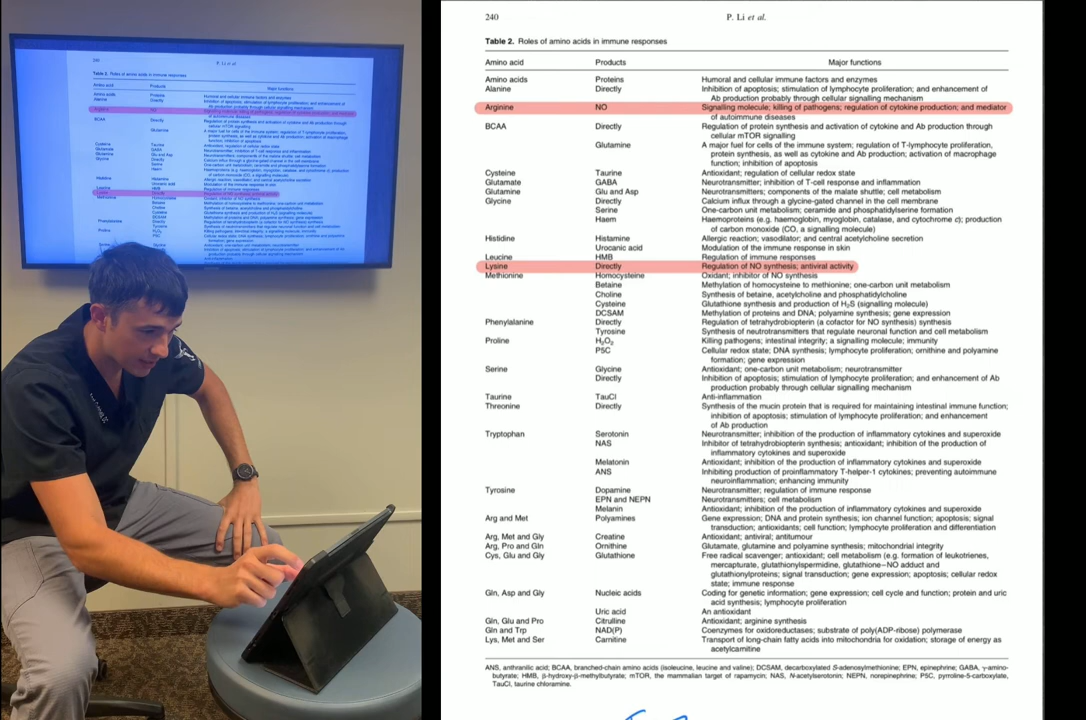 240
P. Li et al.
Table 2. Roles of amino acids in immune responses
Amino acid Products Major functions
Amino acids Proteins Humoral and cellular immune factors and enzymes
Alanine Directly Inhibition of apoptosis; stimulation of lymphocyte proliferation; and enhancement of
Ab production probably through cellular signalling mechanism
Arginine NO Signalling molecule; killing of pathogens; regulation of cytokine production; and mediator
of autoimmune diseases
BCAA Directly Regulation of protein synthesis and activation of cytokine and Ab production through
cellular mTOR signalling
Glutamine A major fuel for cells of the immune system; regulation of T-lymphocyte proliferation,
protein synthesis, as well as cytokine and Ab production; activation of macrophage
function; inhibition of apoptosis
Cysteine Taurine Antioxidant; regulation of cellular redox state
Glutamate GABA Neurotransmitter; inhibition of T-cell response and inflammation
Glutamine Glu and Asp Neurotransmitters; components of the malate shuttle; cell metabolism
Glycine Directly Calcium influx through a glycine-gated channel in the cell membrane
Serine One-carbon unit metabolism; ceramide and phosphatidylserine formation
Haem Haemoproteins (e.g. haemoglobin, myoglobin, catalase, and cytochrome c); production
of carbon monoxide (CO, a signalling molecule)
Histidine Histamine Allergic reaction; vasodilator; and central acetylcholine secretion
Urocanic acid Modulation of the immune response in skin
Leucine HMB Regulation of immune responses
Lysine Directly Regulation of NO synthesis; antiviral activity
Methionine Homocysteine Oxidant; inhibitor of NO synthesis
Betaine Methylation of homocysteine to methionine; one-carbon unit metabolism
Choline Synthesis of betaine, acetylcholine and phosphatidylcholine
Cysteine Glutathione synthesis and production of H2S (signalling molecule)
DCSAM Methylation of proteins and DNA; polyamine synthesis; gene expression
Phenylalanine Directly Regulation of tetrahydrobiopterin (a cofactor for NO synthesis) synthesis
Tyrosine Synthesis of neurotransmitters that regulate neuronal function and cell metabolism
Proline H2O2 Killing pathogens; intestinal integrity; a signalling molecule; immunity
P5C Cellular redox state; DNA synthesis; lymphocyte proliferation; ornithine and polyamine
formation; gene expression
Serine Glycine Antioxidant; one-carbon unit metabolism; neurotransmitter
Directly Inhibition of apoptosis; stimulation of lymphocyte proliferation; and enhancement of Ab
production probably through cellular signalling mechanism
Taurine TauCl Anti-inflammation
Threonine Directly Synthesis of the mucin protein that is required for maintaining intestinal immune function;
inhibition of apoptosis; stimulation of lymphocyte proliferation; and enhancement
of Ab production
Tryptophan Serotonin Neurotransmitter; inhibition of the production of inflammatory cytokines and superoxide
NAS Inhibitor of tetrahydrobiopterin synthesis; antioxidant; inhibition of the production of
inflammatory cytokines and superoxide
Melatonin Antioxidant; inhibition of the production of inflammatory cytokines and superoxide
ANS Inhibiting production of proinflammatory T-helper-1 cytokines; preventing autoimmune
neuroinflammation; enhancing immunity
Tyrosine Dopamine Neurotransmitter; regulation of immune response
EPN and NEPN Neurotransmitters; cell metabolism
Melanin Antioxidant; inhibition of the production of inflammatory cytokines and superoxide
Arg and Met Polyamines Gene expression; DNA and protein synthesis; ion channel function; apoptosis; signal
transduction; antioxidants; cell function; lymphocyte proliferation and differentiation
Arg, Met and Gly Creatine Antioxidant; antiviral; antitumour
Arg, Pro and Gln Ornithine Glutamate, glutamine and polyamine synthesis; mitochondrial integrity
Cys, Glu and Gly Glutathione Free radical scavenger; antioxidant; cell metabolism (e.g. formation of leukotrienes,
mercapturate, glutathionylspermidine, glutathione–NO adduct and
glutathionylproteins); signal transduction; gene expression; apoptosis; cellular redox
state; immune response
Gln, Asp and Gly Nucleic acids Coding for genetic information; gene expression; cell cycle and function; protein and uric
acid synthesis; lymphocyte proliferation
Uric acid An antioxidant
Gln, Glu and Pro Citrulline Antioxidant; arginine synthesis
Gln and Trp NAD(P) Coenzymes for oxidoreductases; substrate of poly(ADP-ribose) polymerase
Lys, Met and Ser Carnitine Transport of long-chain fatty acids into mitochondria for oxidation; storage of energy as
acetylcarnitine
ANS, anthranilic acid; BCAA, branched-chain amino acids (isoleucine, leucine and valine); DCSAM, decarboxylated S-adenosylmethionine; EPN, epinephrine; GABA, γ-amino-
butyrate; HMB, β-hydroxy-β-methylbutyrate; mTOR, the mammalian target of rapamycin; NAS, N-acetylserotonin; NEPN, norepinephrine; P5C, pyrroline-5-carboxylate,
TauCl, taurine chloramine.